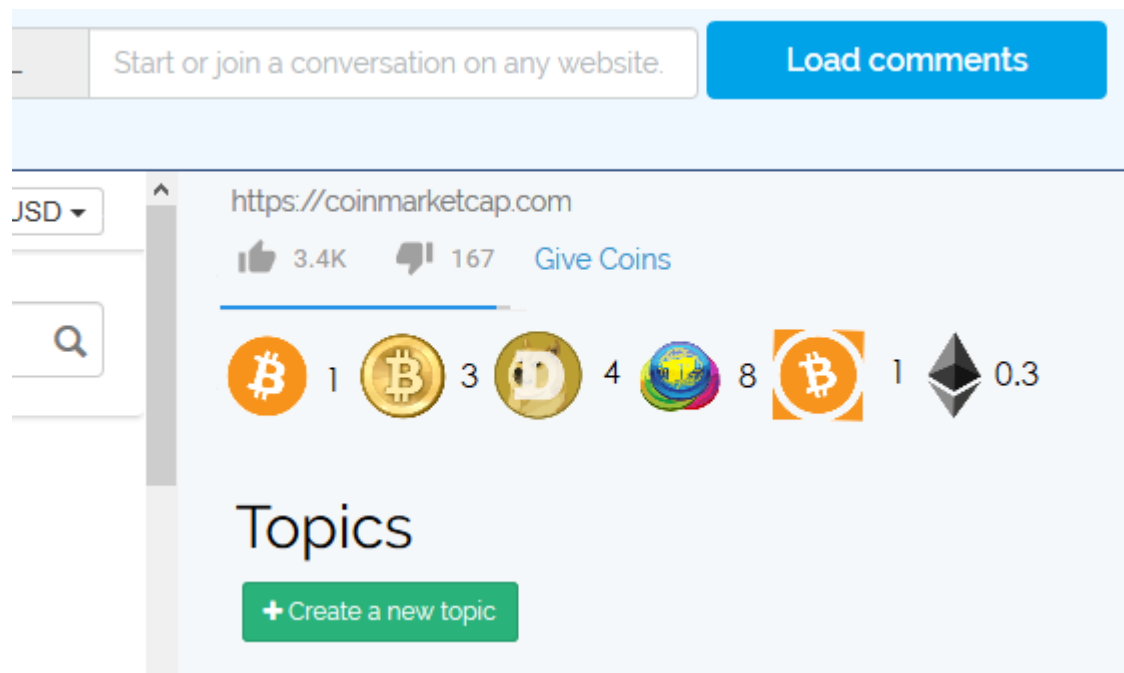 Start or join a conversation on any website.
Load comments
USD
https://coinmarketcap.com
3.4K 167 Give Coins
1 3 4 8 1 0.3
Topics
Create a new topic